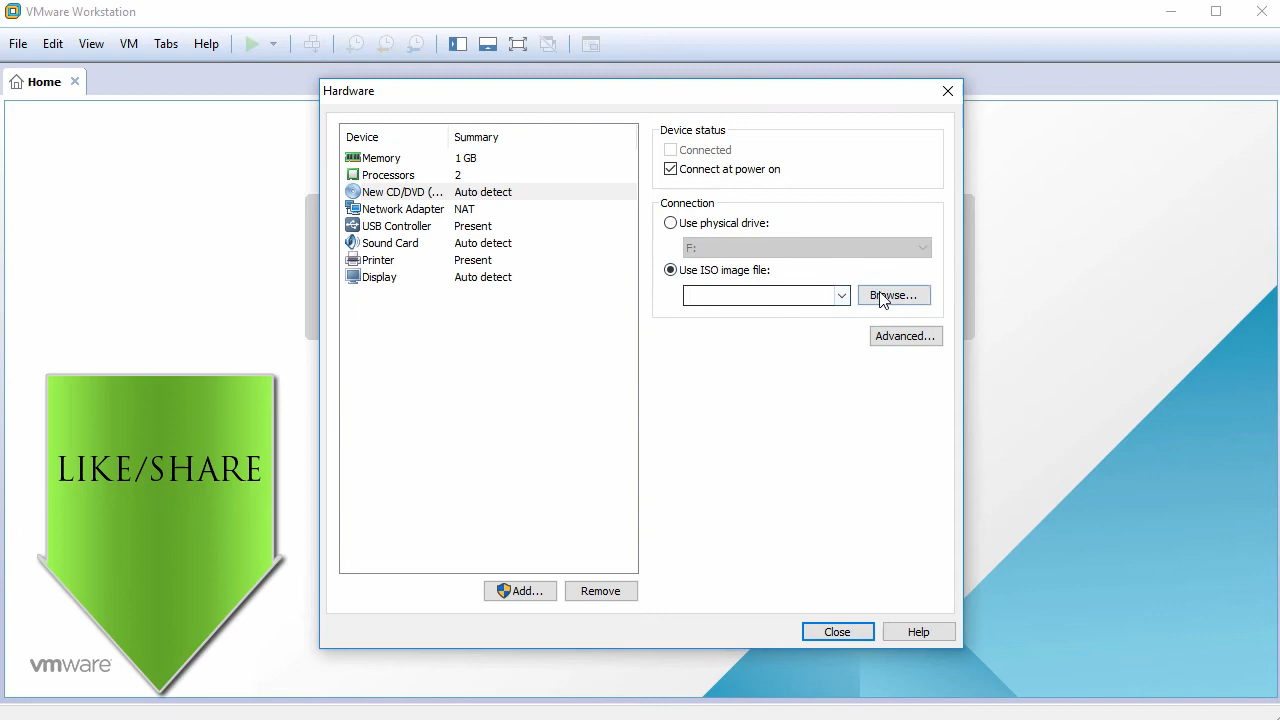 VMware Workstation
File Edit View VM Tabs Help
Home
Hardware
Device Summary
Memory 1 GB
Processors 2
New CD/DVD (... Auto detect
Network Adapter NAT
USB Controller Present
Sound Card Auto detect
Printer Present
Display Auto detect
Add... Remove
Device status
Connected
Connect at power on
Connection
Use physical drive:
F:
Use ISO image file:
Browse...
Advanced...
Close Help
LIKE/SHARE
vmware